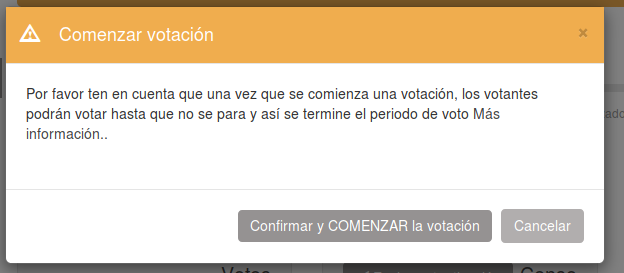 Comenzar votación
×
Por favor ten en cuenta que una vez que se comienza una votación, los votantes
podrán votar hasta que no se para y así se termine el periodo de voto Más
información..
Confirmar y COMENZAR la votación
Cancelar